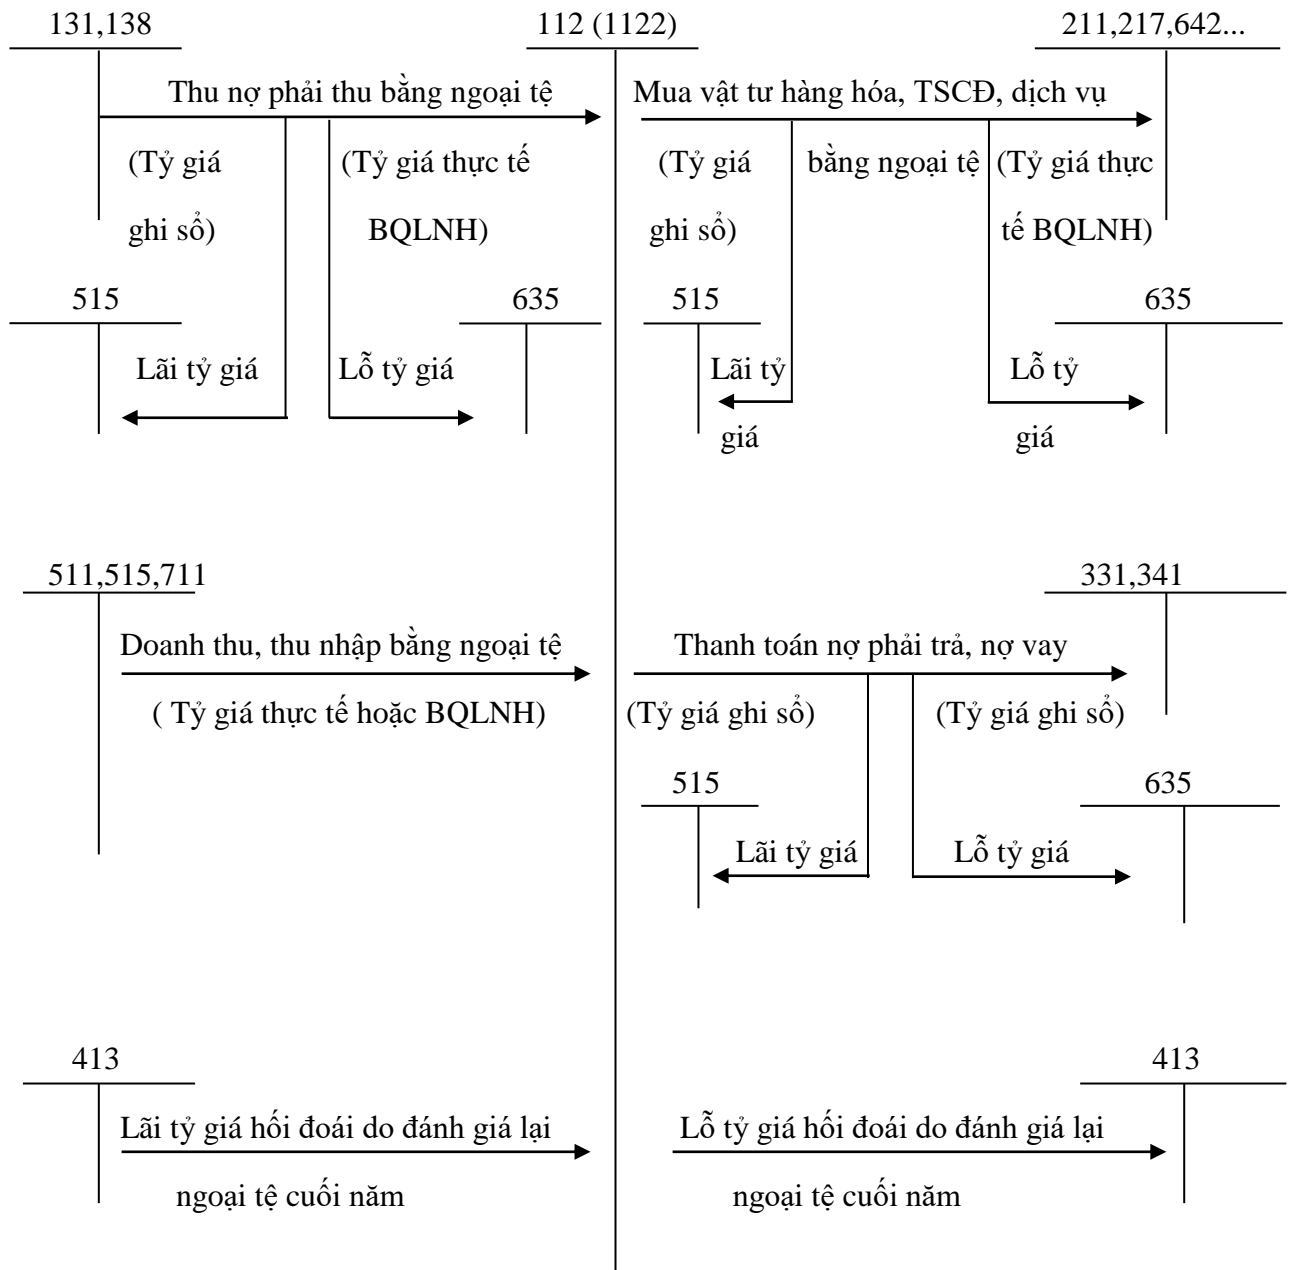 131,138 112 (1122) 211,217,642...
Thu nợ phải thu bằng ngoại tệ Mua vật tư hàng hóa, TSCĐ, dịch vụ
(Tỷ giá (Tỷ giá thực tế (Tỷ giá bằng ngoại tệ (Tỷ giá thực
ghi sổ) BQLNH) ghi sổ) tế BQLNH)
515 635 515 635
Lãi tỷ giá Lỗ tỷ giá Lãi tỷ Lỗ tỷ
giá giá
511,515,711 331,341
Doanh thu, thu nhập bằng ngoại tệ Thanh toán nợ phải trả, nợ vay
( Tỷ giá thực tế hoặc BQLNH) (Tỷ giá ghi sổ) (Tỷ giá ghi sổ)
515 635
Lãi tỷ giá Lỗ tỷ giá
413 413
Lãi tỷ giá hối đoái do đánh giá lại Lỗ tỷ giá hối đoái do đánh giá lại
ngoại tệ cuối năm ngoại tệ cuối năm